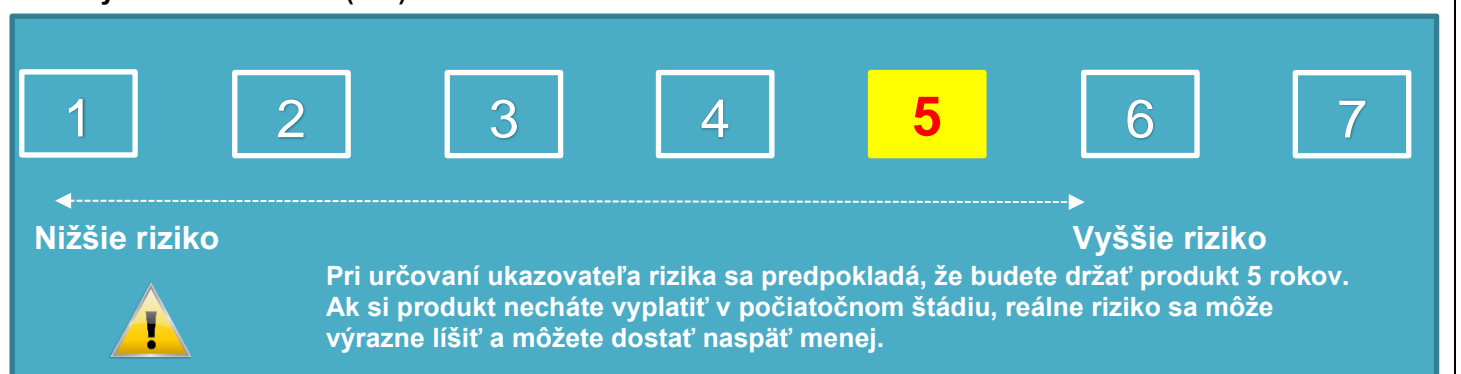 1 2 3 4 5 6 7
Nižšie riziko Vyššie riziko
Pri určovaní ukazovateľa rizika sa predpokladá, že budete držať produkt 5 rokov.
Ak si produkt necháte vyplatiť v počiatočnom štádiu, reálne riziko sa môže
výrazne líšiť a môžete dostať naspäť menej.